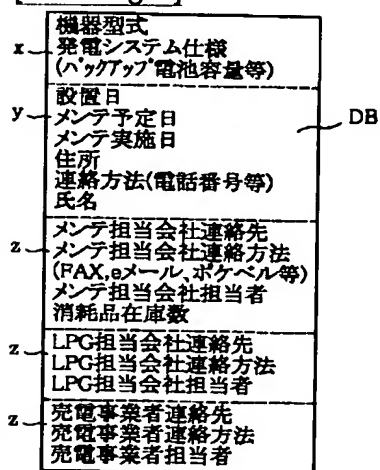 機器型式
x 発電システム仕様
(バックアップ電池容量等)
設置日
y メンテ予定日
DB
メンテ実施日
住所
連絡方法(電話番号等)
氏名
メンテ担当会社連絡先
z メンテ担当会社連絡方法
(FAX,eメール、ポケベル等)
メンテ担当会社担当者
消耗品在庫数
z LPG担当会社連絡先
LPG担当会社連絡方法
LPG担当会社担当者
売電事業者連絡先
z 売電事業者連絡方法
売電事業者担当者